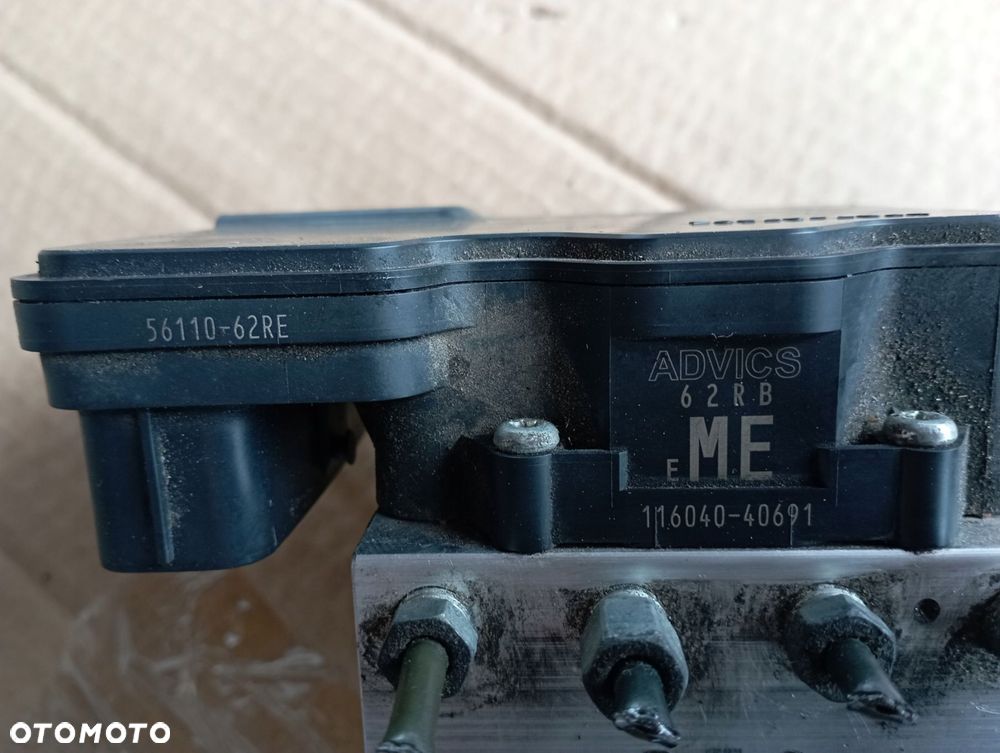 56110-62RE
ADVICS
62RB
E ME
116040-40691
OTOMOTO